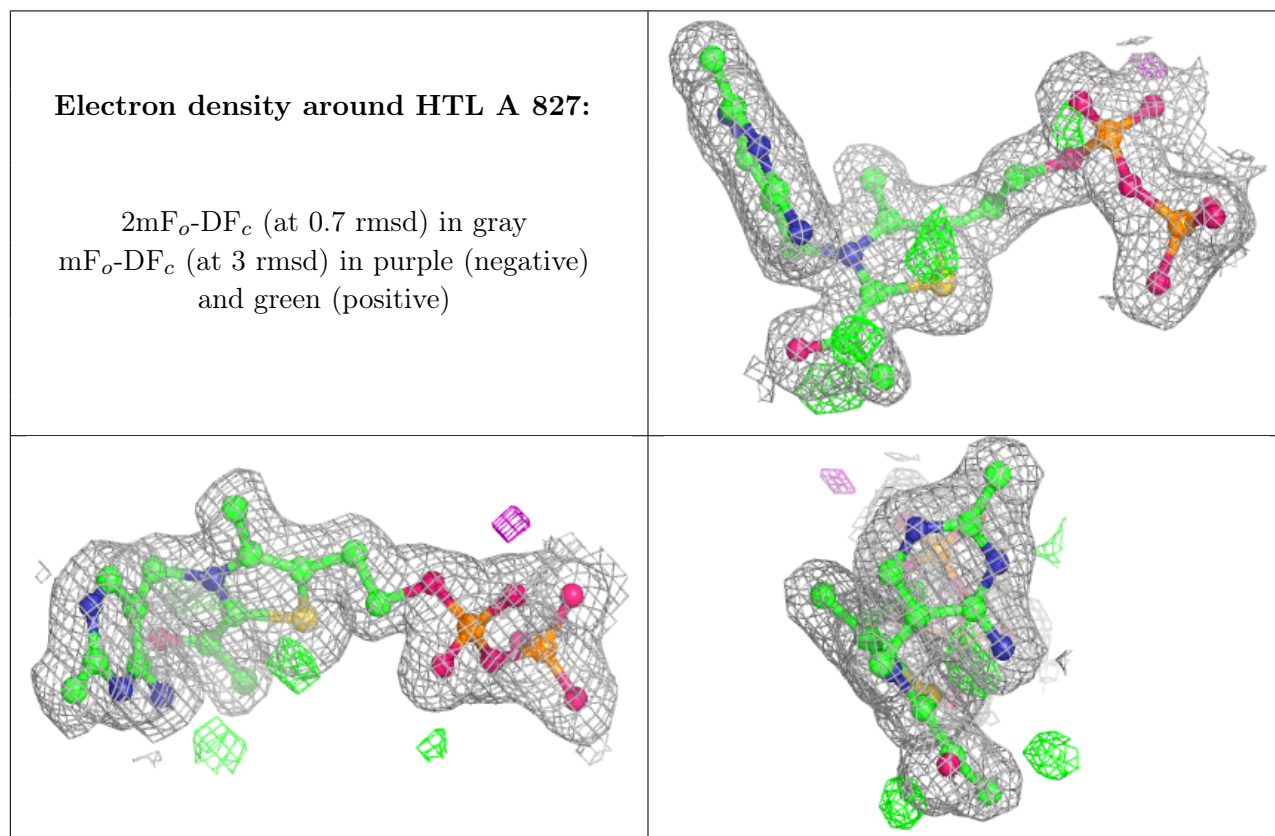 Electron density around HTL A 827:
2mFo-DFc (at 0.7 rmsd) in gray
mFo-DFc (at 3 rmsd) in purple (negative)
and green (positive)